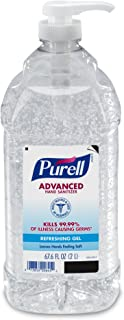 Purell
ADVANCED
HAND SANITIZER
KILLS 99.99%
OF ILLNESS CAUSING GERMS*
REFRESHING GEL
Leaves Hands Feeling Soft
67.6 FL OZ (2 L)